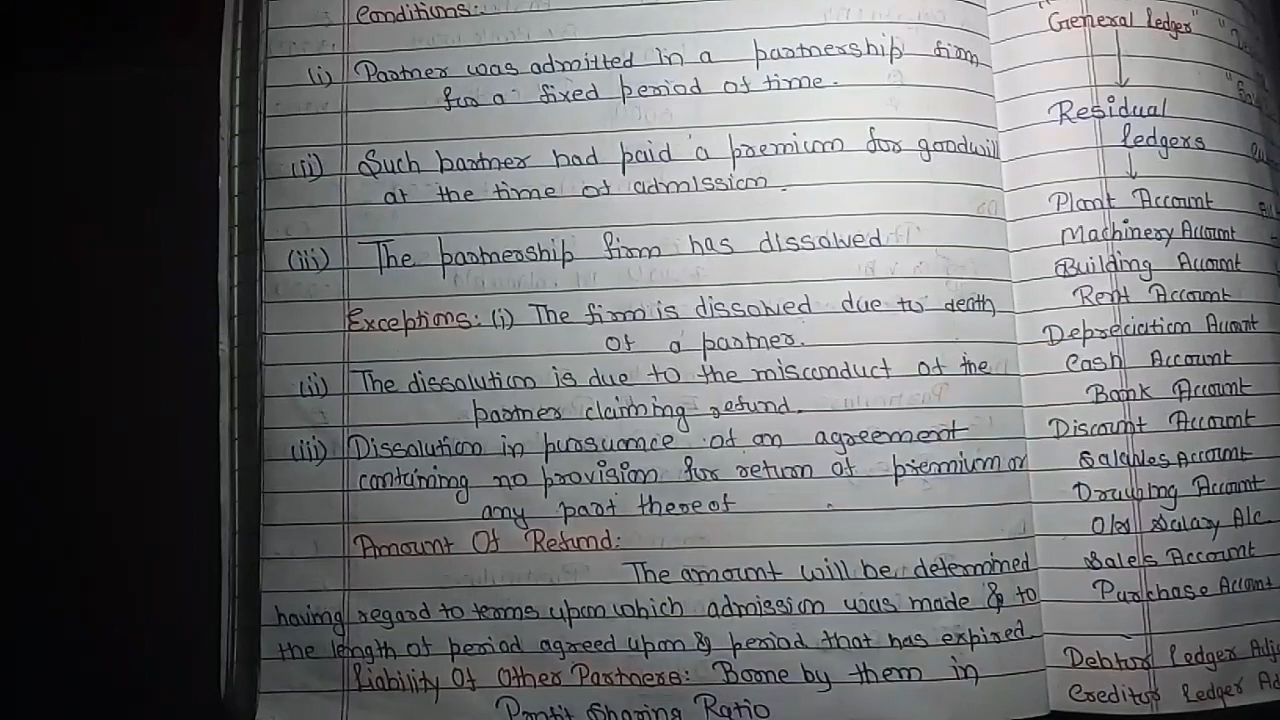 Conditions:-
(i) Partner was admitted in a partnership firm
for a fixed period of time.
(ii) Such partner had paid a premium for goodwill
at the time of admission.
(iii) The partnership firm has dissolved
Exceptions: (i) The firm is dissolved due to death
of a partner.
(ii) The dissolution is due to the misconduct of the
partner claiming refund.
(iii) Dissolution in pursuance of an agreement
containing no provision for return of premium or
any part thereof
Amount Of Refund:
The amount will be determined
having regard to terms upon which admission was made & to
the length of period agreed upon & period that has expired
Liability Of Other Partners: Borne by them in
Profit Sharing Ratio
"General ledger"
Residual
ledgers
Plant Account
Machinery Account
Building Account
Rent Account
Depreciation Account
Cash Account
Bank Account
Discount Account
Account
Account
Salary A/c
Sales Account
Purchase Account
Debtor Ledger Adj
Creditor Ledger Ad